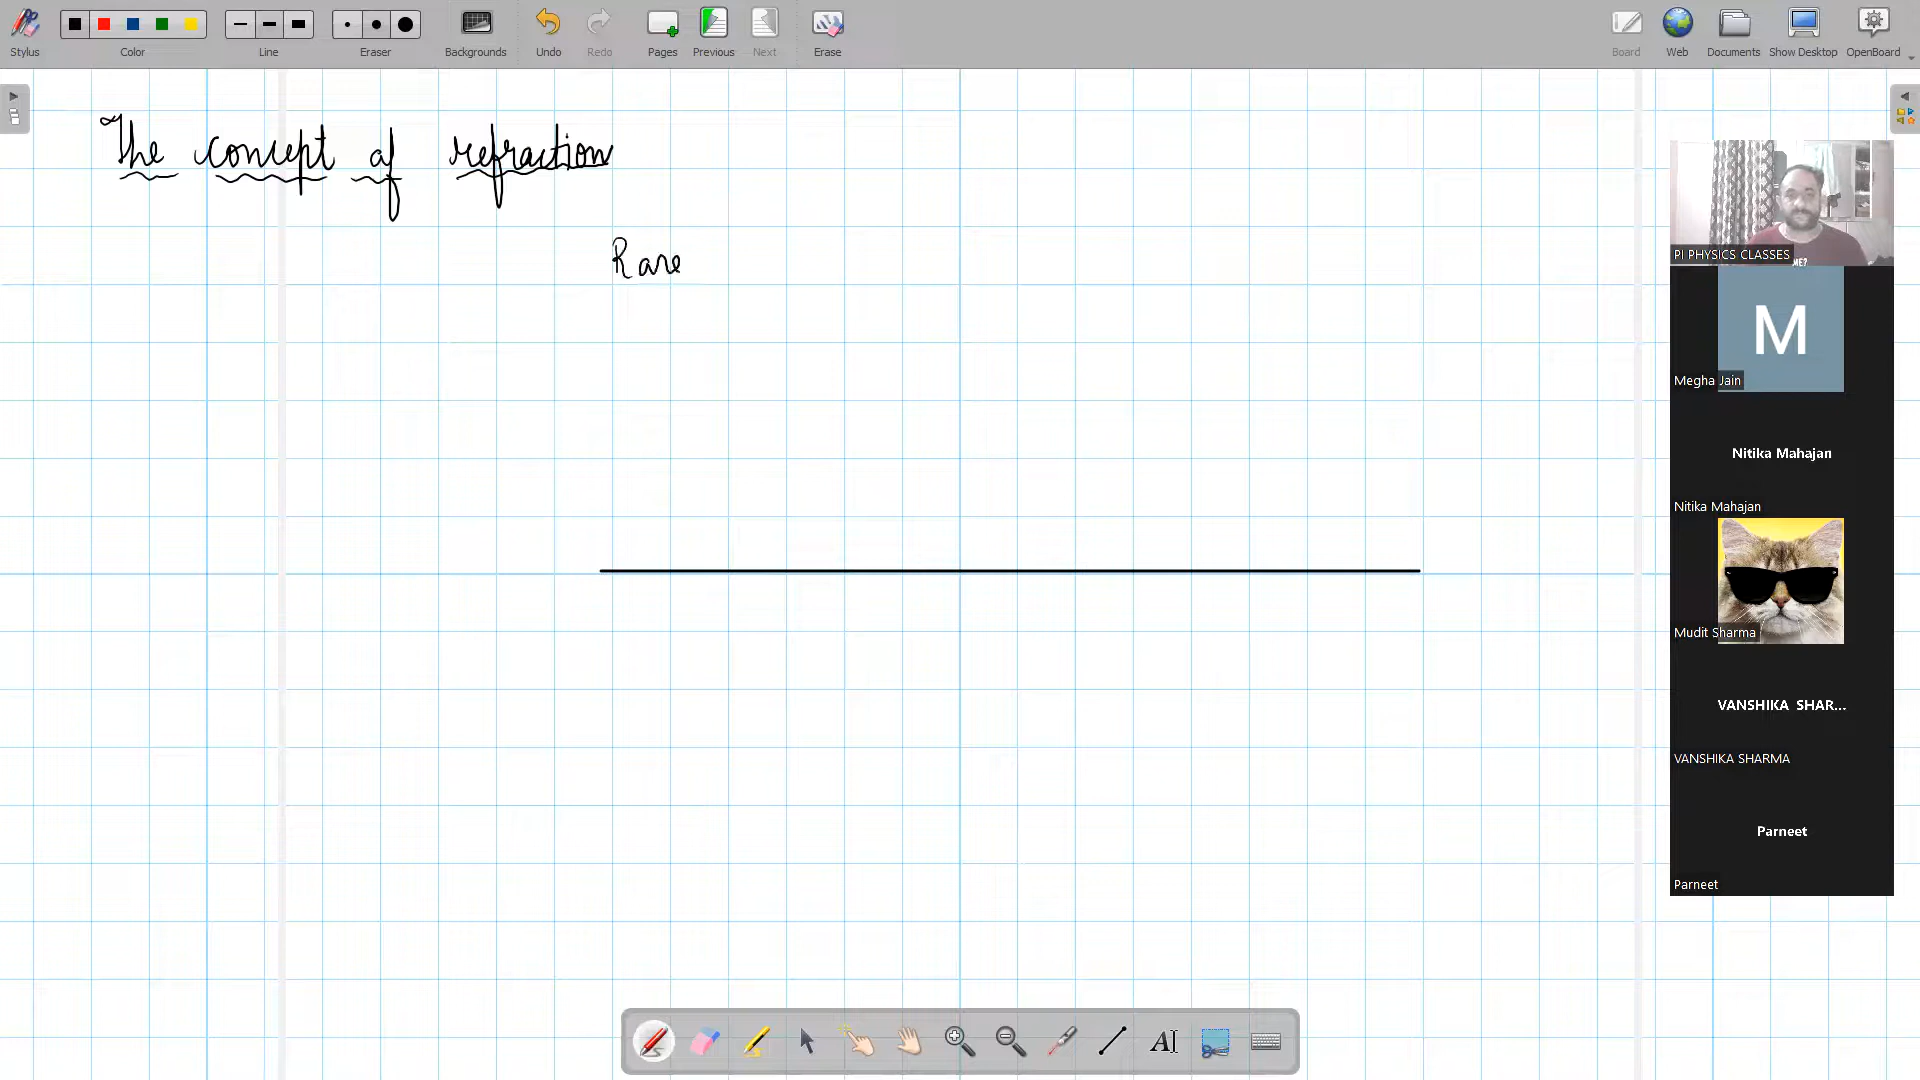 Stylus
Color
Line
Eraser
Backgrounds
Undo
Redo
Pages
Previous
Next
Erase
Board
Web
Documents
Show Desktop
OpenBoard
The concept of refraction
Rare
PI PHYSICS CLASSES
ME?
M
Megha Jain
Nitika Mahajan
Nitika Mahajan
Mudit Sharma
VANSHIKA SHAR...
VANSHIKA SHARMA
Parneet
Parneet